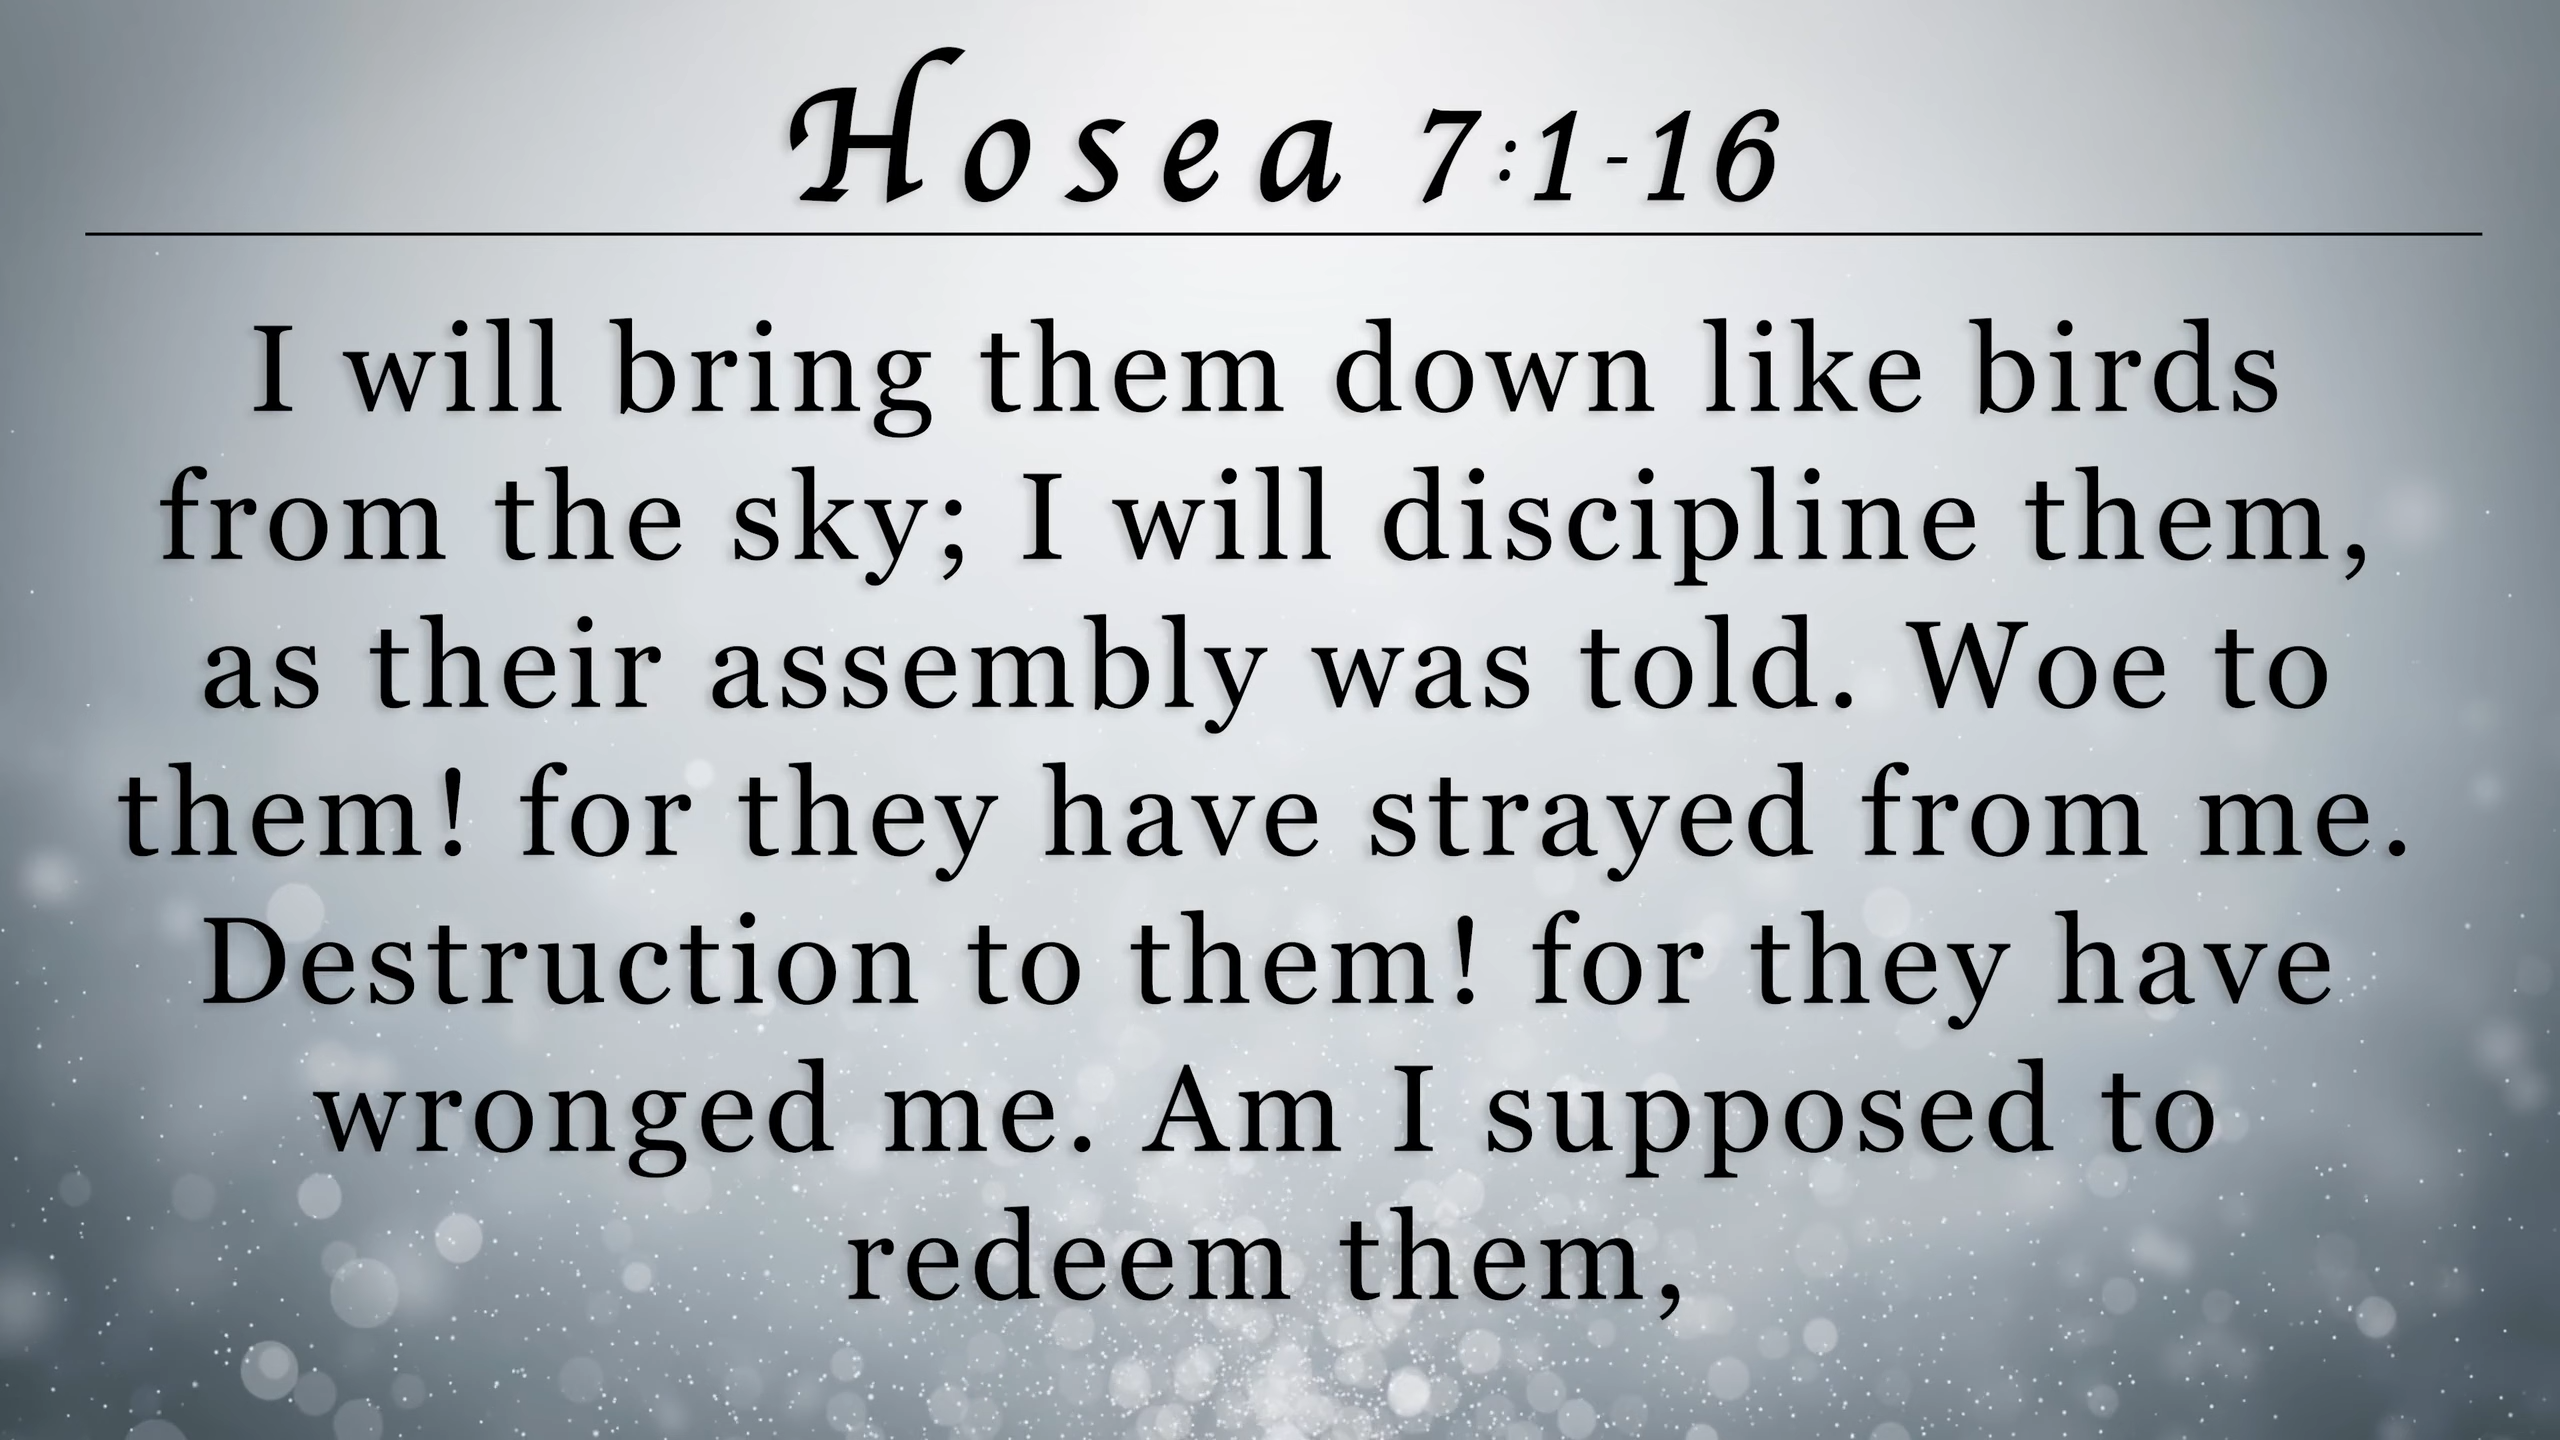 Hosea 7:1-16
I will bring them down like birds
from the sky; I will discipline them,
as their assembly was told. Woe to
them! for they have strayed from me.
Destruction to them! for they have
wronged me. Am I supposed to
redeem them,